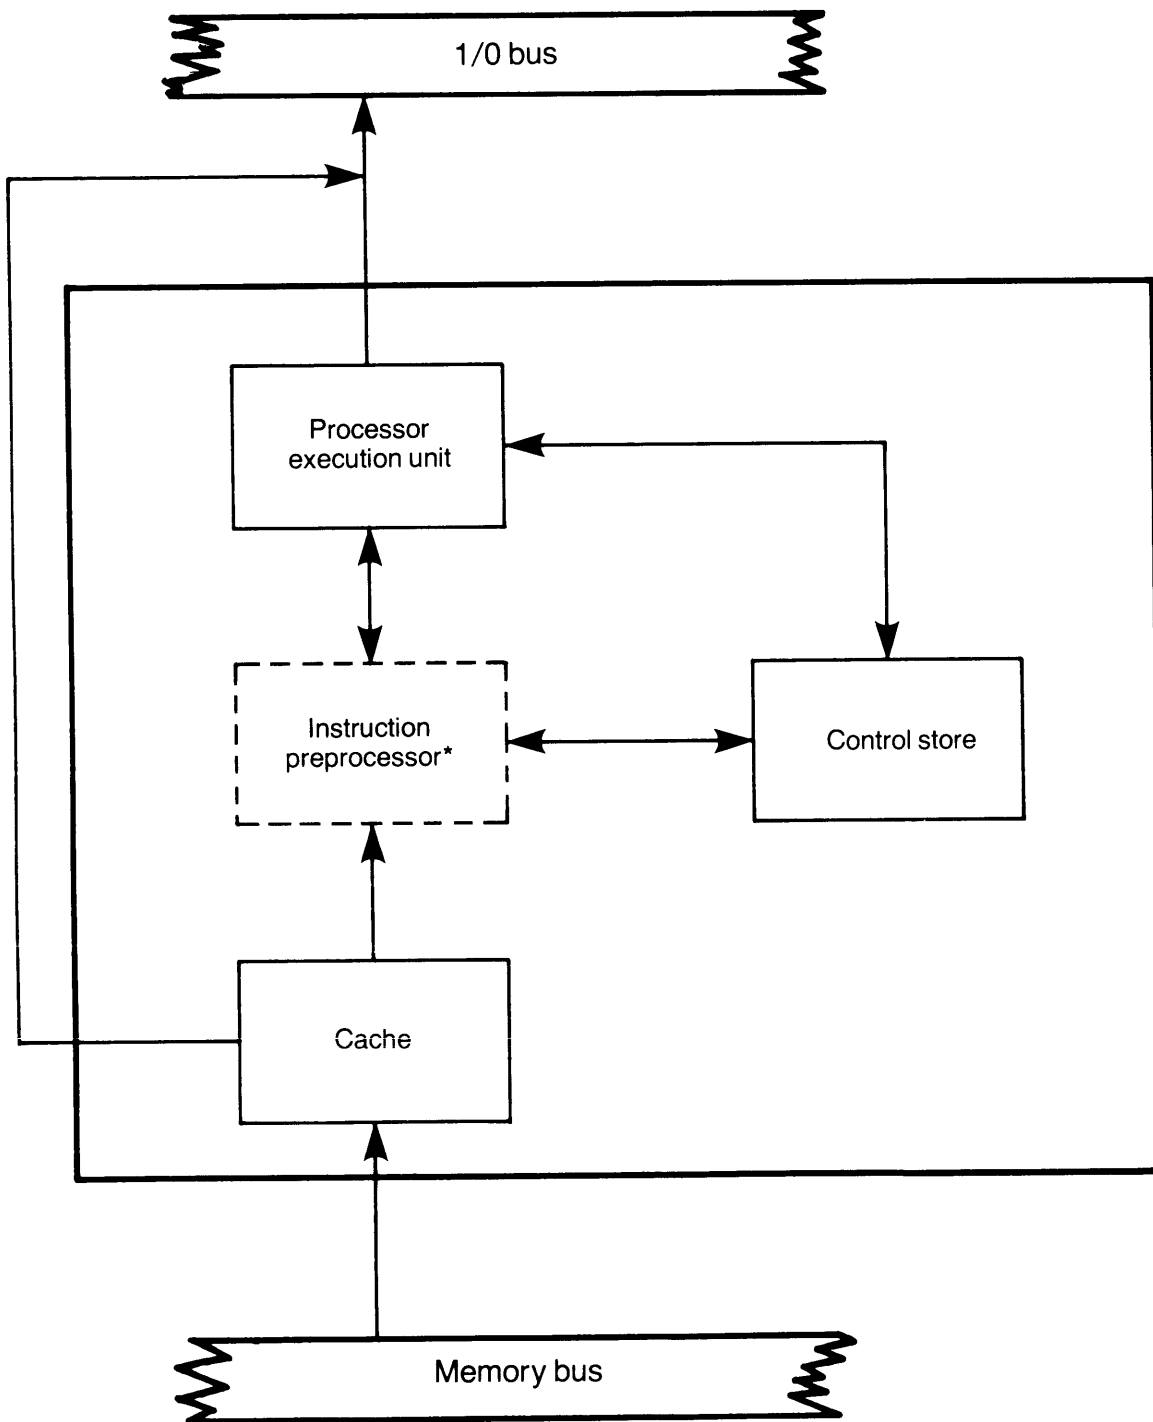 1/0 bus
Processor
execution unit
Instruction
preprocessor*
Control store
Cache
Memory bus